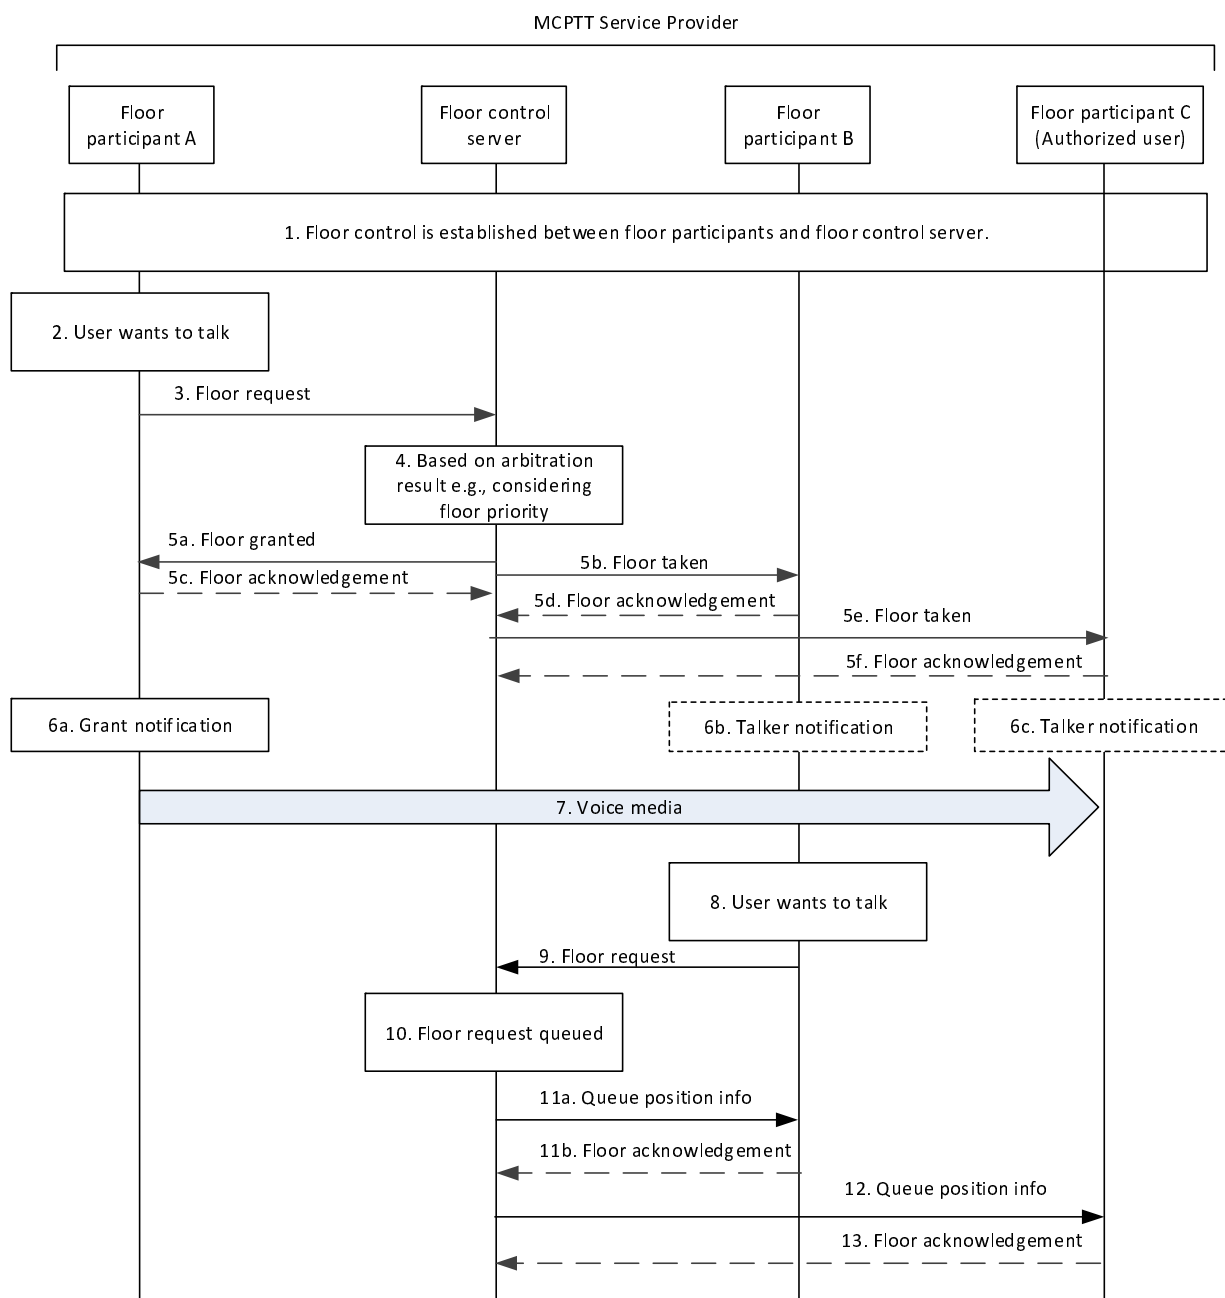 MCPTT Service Provider
Floor
participant A
Floor control
server
Floor
participant B
Floor participant C
(Authorized user)
1. Floor control is established between floor participants and floor control server.
2. User wants to talk
3. Floor request
4. Based on arbitration
result e.g., considering
floor priority
5a. Floor granted
5b. Floor taken
5c. Floor acknowledgement
5d. Floor acknowledgement
5e. Floor taken
5f. Floor acknowledgement
6a. Grant notification
6b. Talker notification
6c. Talker notification
7. Voice media
8. User wants to talk
9. Floor request
10. Floor request queued
11a. Queue position info
11b. Floor acknowledgement
12. Queue position info
13. Floor acknowledgement